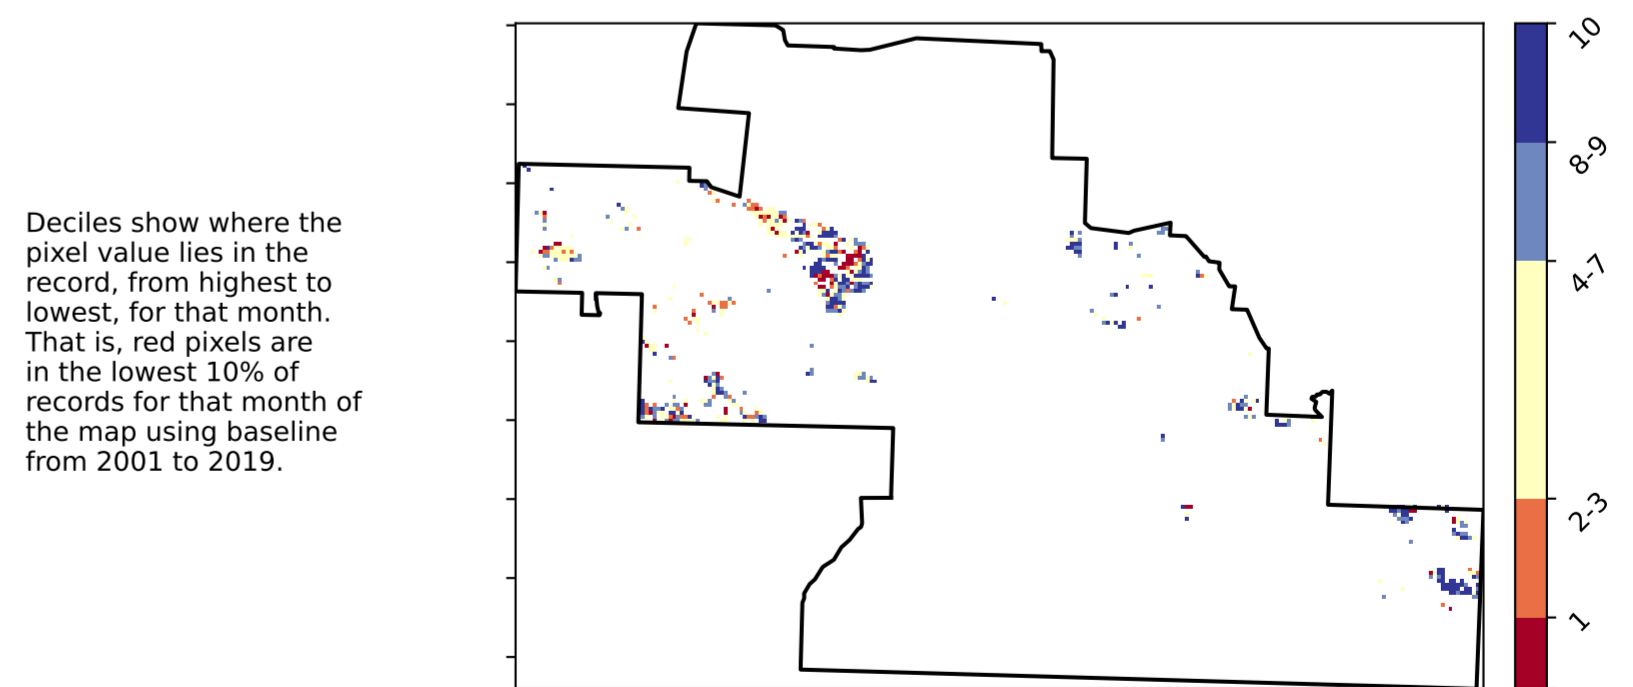 Deciles show where the
pixel value lies in the
record, from highest to
lowest, for that month.
That is, red pixels are
in the lowest 10% of
records for that month of
the map using baseline
from 2001 to 2019.
10
8-9
4-7
2-3
1